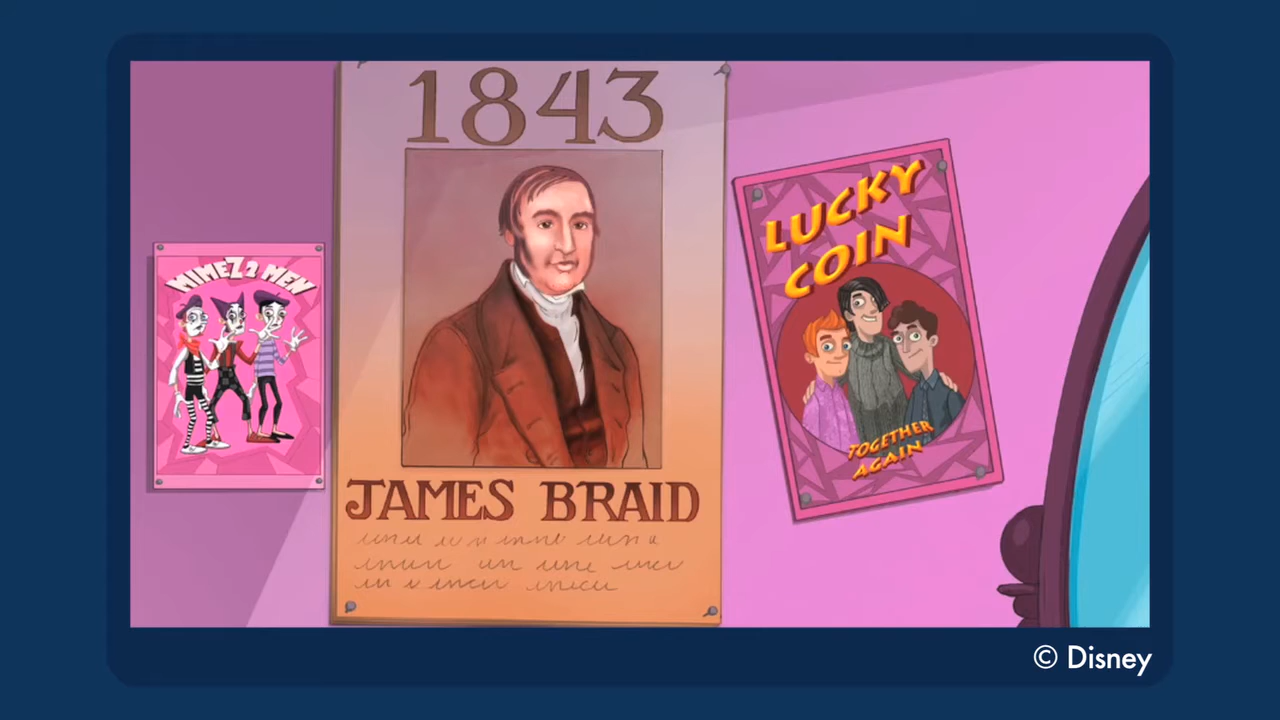 MIMEZ 2 MEN
1843
JAMES BRAID
LUCKY
COIN
TOGETHER
AGAIN
© Disney